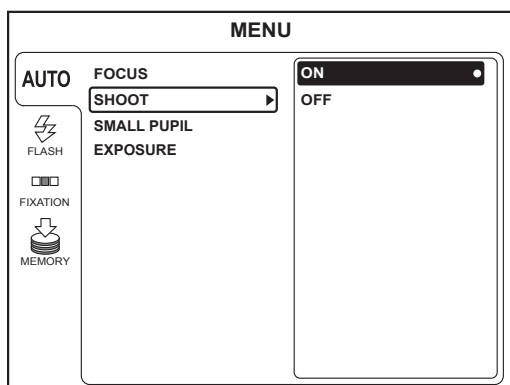 MENU
AUTO
FLASH
FIXATION
MEMORY
FOCUS
SHOOT
SMALL PUPIL
EXPOSURE
ON
OFF